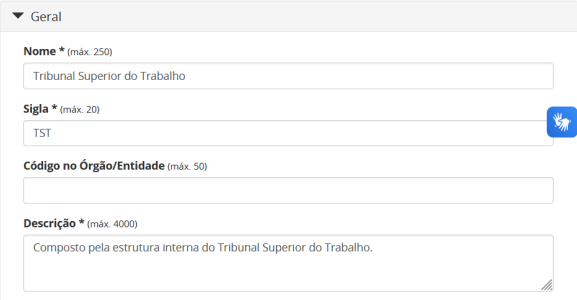 Geral
Nome * (máx. 250)
Tribunal Superior do Trabalho
Sigla * (máx. 20)
TST
Código no Órgão/Entidade (máx. 50)
Descrição * (máx. 4000)
Composto pela estrutura interna do Tribunal Superior do Trabalho.